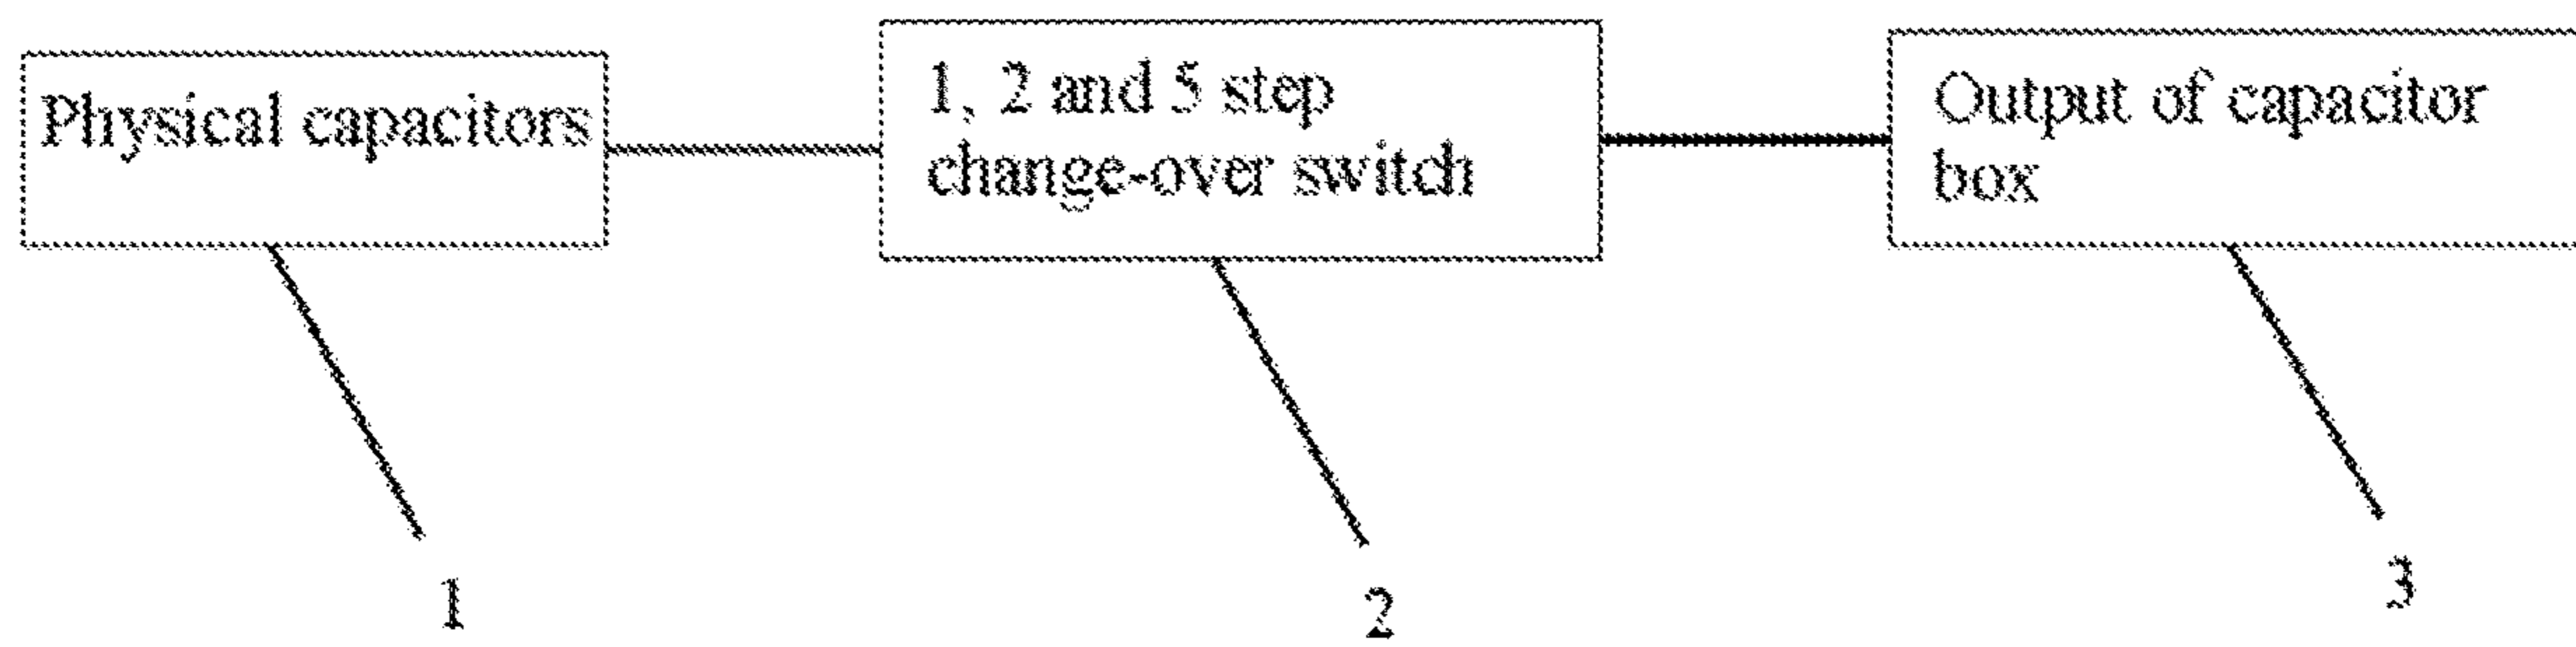 Physical capacitors
1, 2 and 5 step
change-over switch
Output of capacitor
box
1
2
3